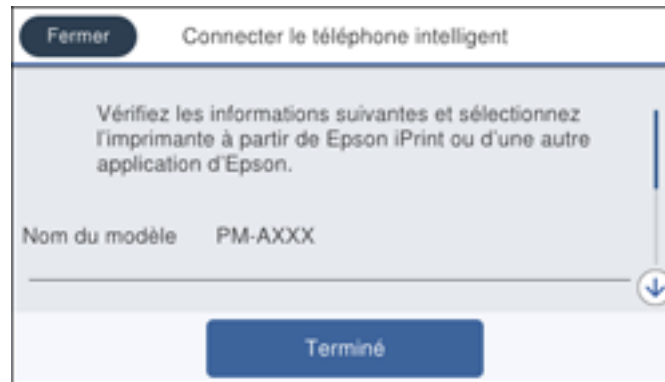 Fermer Connecter le téléphone intelligent
Vérifiez les informations suivantes et sélectionnez
l'imprimante à partir de Epson iPrint ou d'une autre
application d'Epson.
Nom du modèle PM-AXXX
Terminé